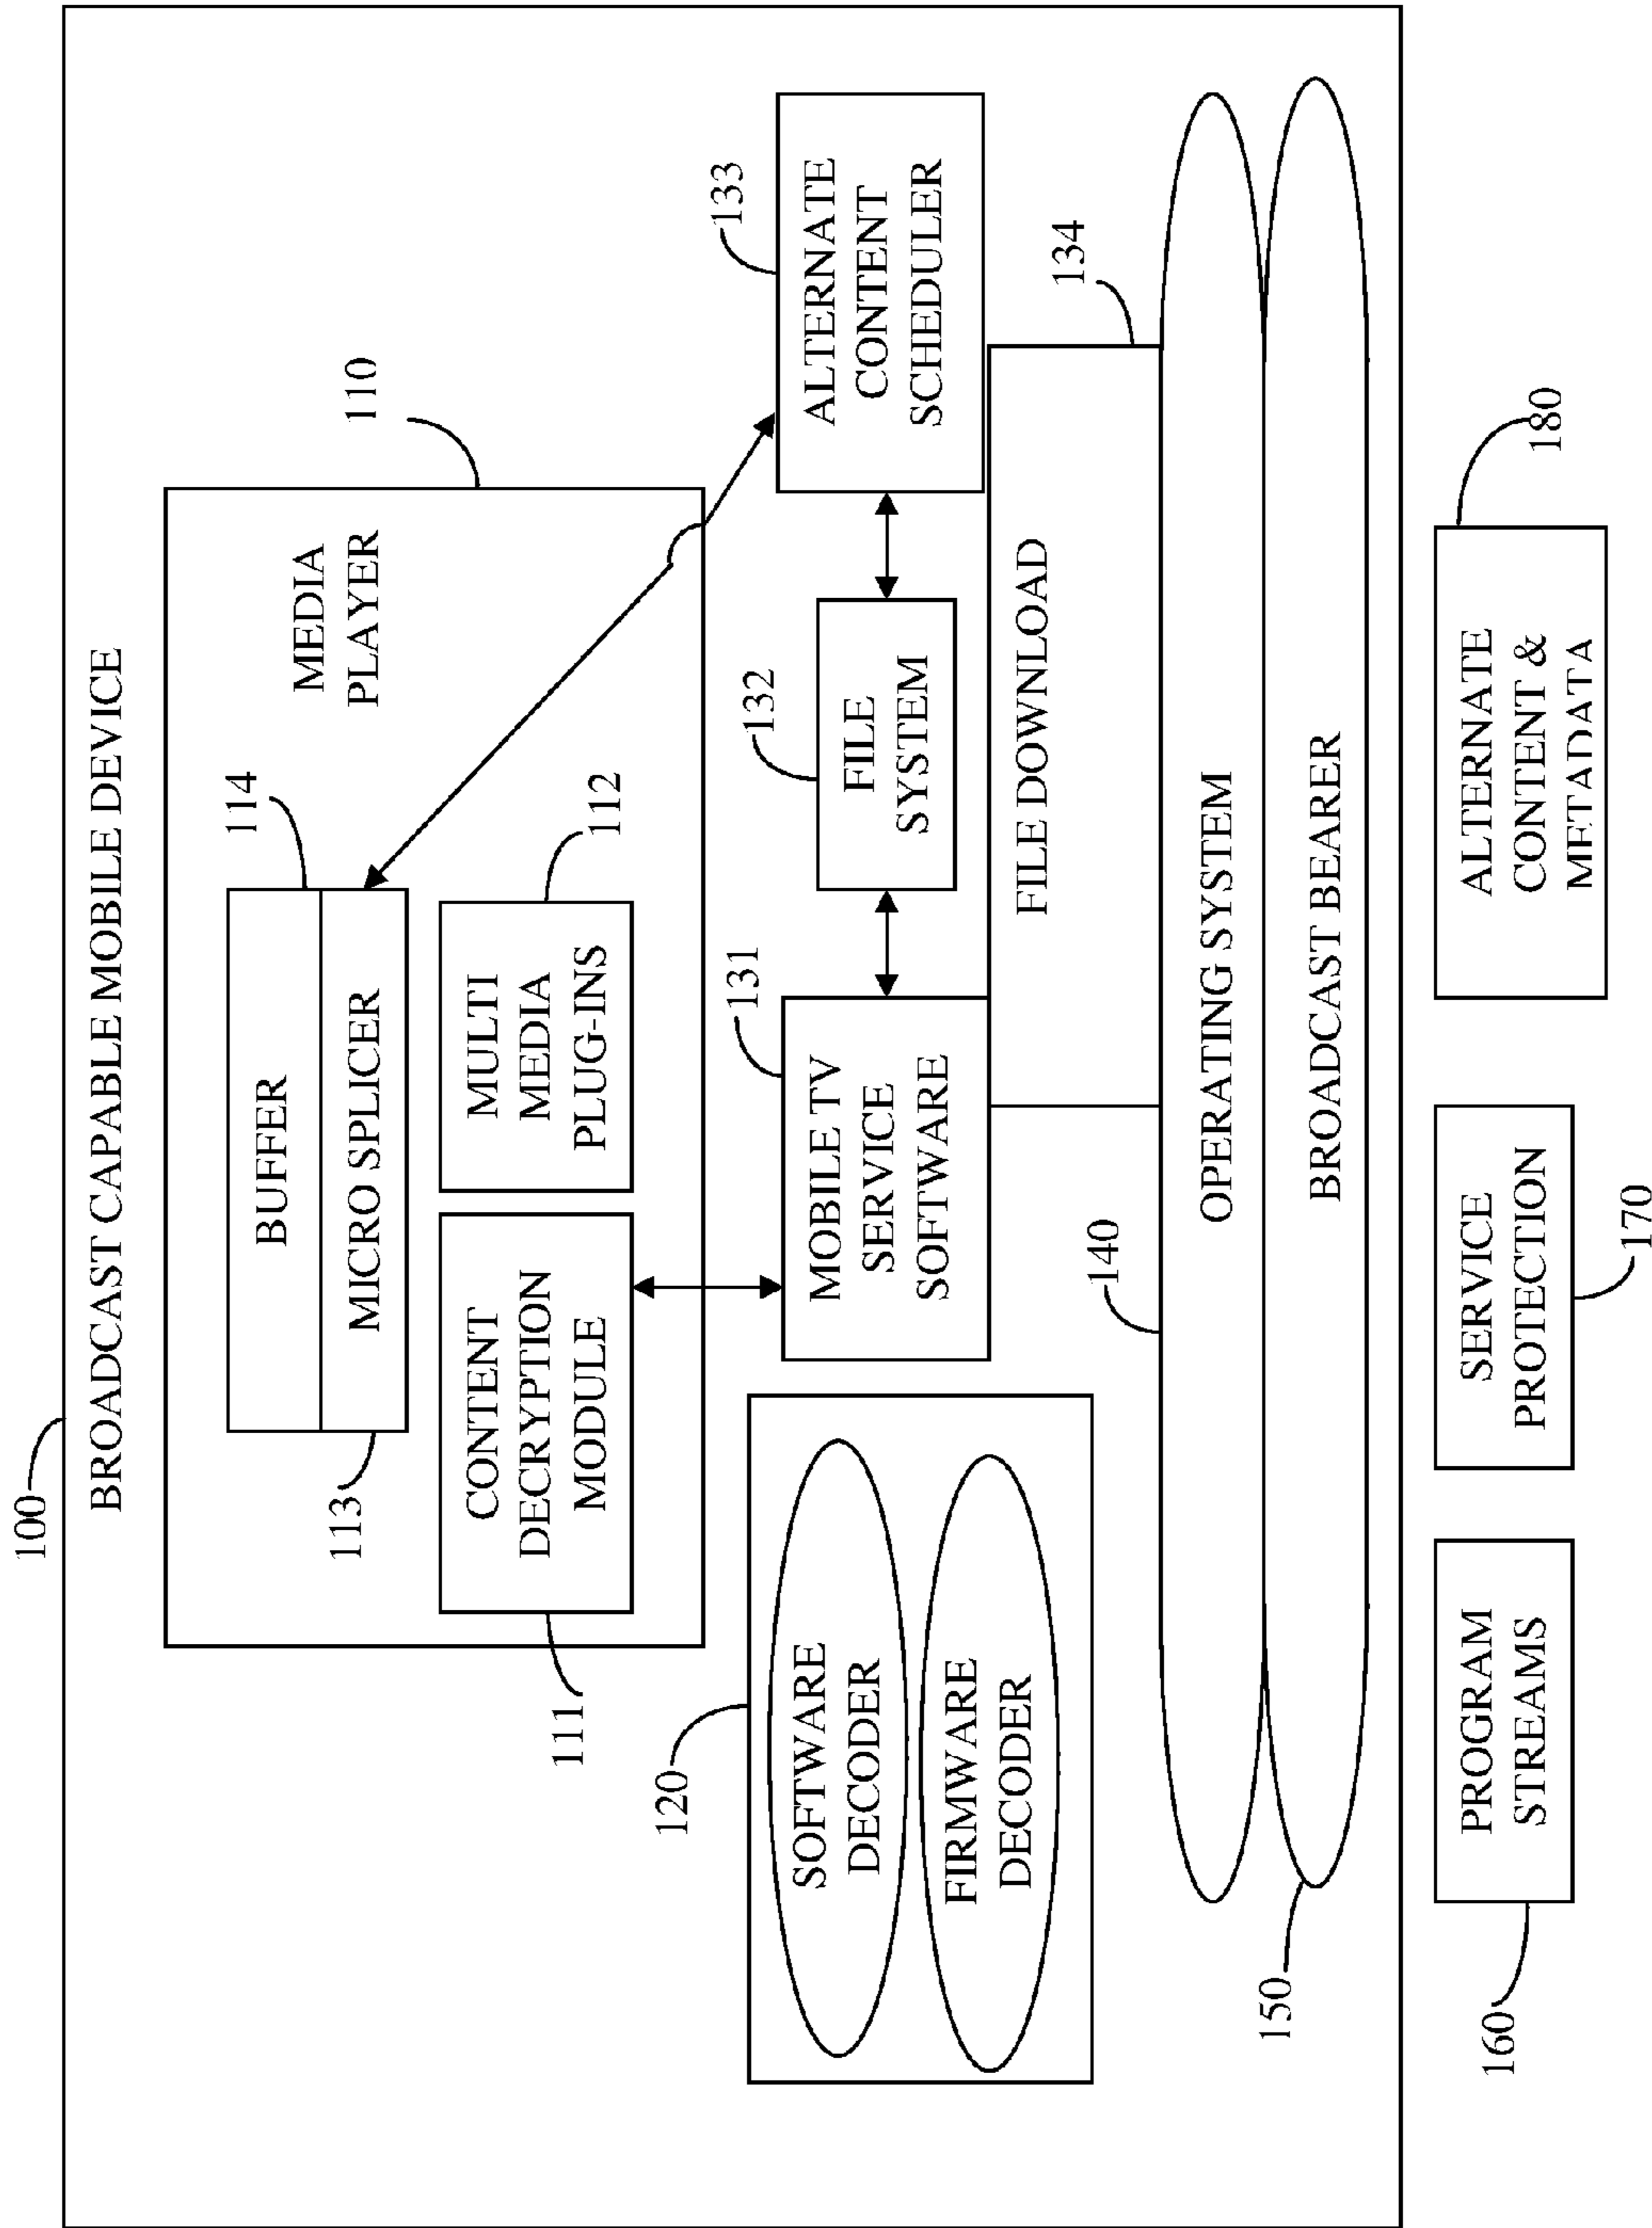 100
BROADCAST CAPABLE MOBILE DEVICE
110
MEDIA
PLAYER
114
BUFFER
MICRO SPLICER
113
CONTENT
DECRYPTION
MODULE
111
MULTI
MEDIA
PLUG-INS
112
120
SOFTWARE
DECODER
FIRMWARE
DECODER
131
MOBILE TV
SERVICE
SOFTWARE
132
FILE
SYSTEM
133
ALTERNATE
CONTENT
SCHEDULER
FILE DOWNLOAD
134
140
OPERATING SYSTEM
BROADCAST BEARER
150
160
PROGRAM
STREAMS
SERVICE
PROTECTION
170
ALTERNATE
CONTENT &
METADATA
180